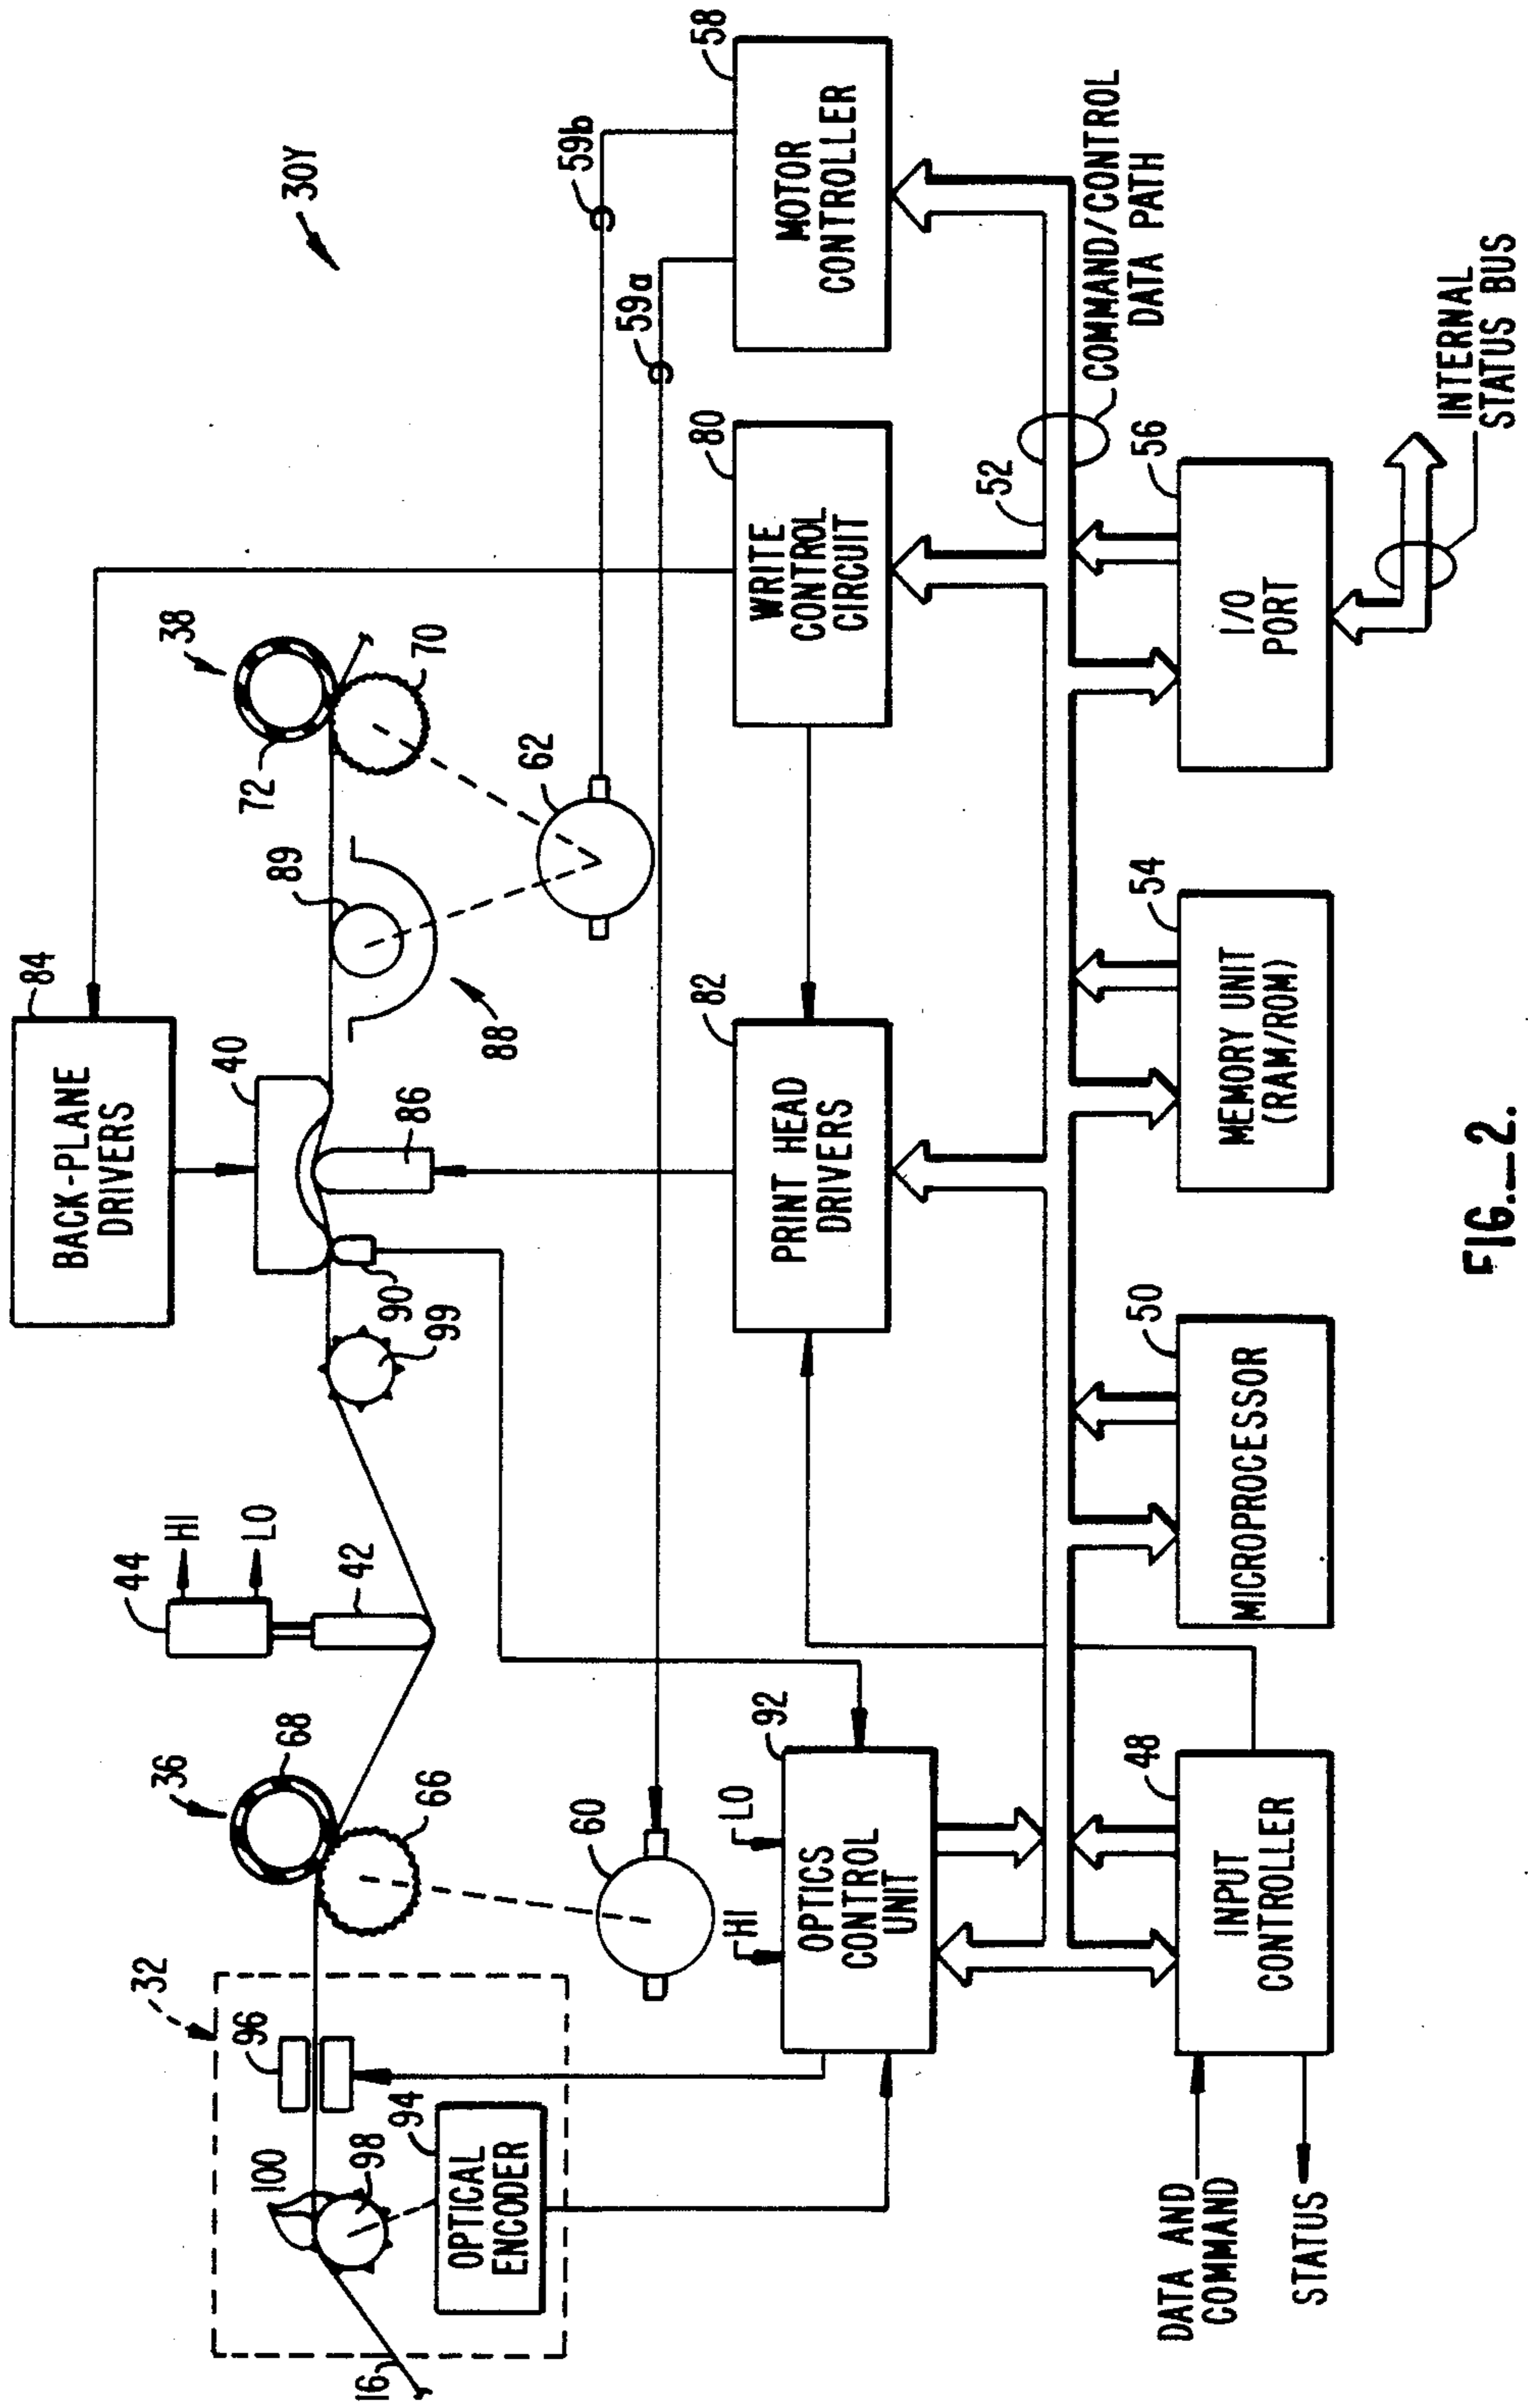 30Y
BACK-PLANE
DRIVERS
84
40
86
90
99
88
89
38
72
70
62
44
HI
LO
42
36
68
66
60
32
96
100
98
94
OPTICAL
ENCODER
16
59a
59b
58
MOTOR
CONTROLLER
80
WRITE
CONTROL
CIRCUIT
82
PRINT HEAD
DRIVERS
92
HI
LO
OPTICS
CONTROL
UNIT
52
COMMAND/CONTROL
DATA PATH
48
INPUT
CONTROLLER
50
MICROPROCESSOR
54
MEMORY UNIT
(RAM/ROM)
56
I/O
PORT
INTERNAL
STATUS BUS
DATA AND
COMMAND
STATUS
FIG._2.